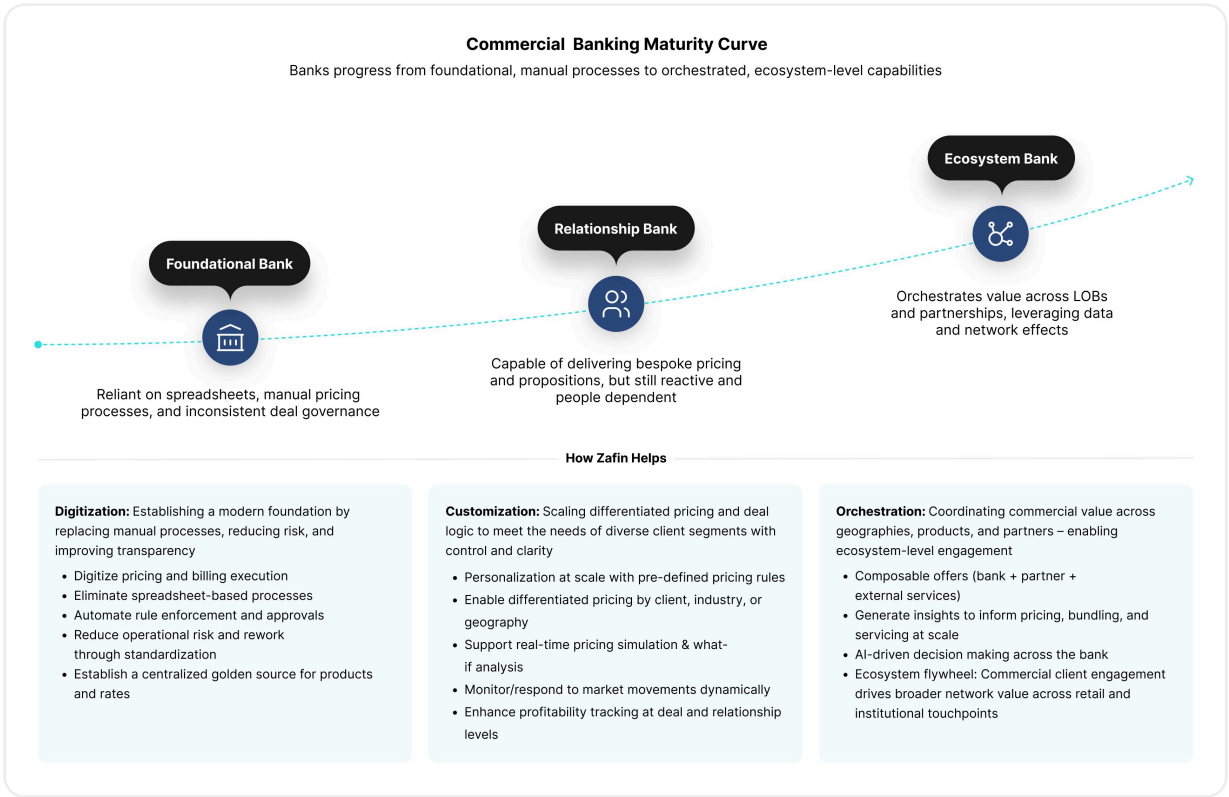 Commercial  Banking Maturity Curve
Banks progress from foundational, manual processes to orchestrated, ecosystem-level capabilities
Foundational Bank
Reliant on spreadsheets, manual pricing
processes, and inconsistent deal governance
Relationship Bank
Capable of delivering bespoke pricing
and propositions, but still reactive and
people dependent
Ecosystem Bank
Orchestrates value across LOBs
and partnerships, leveraging data
and network effects
How Zafin Helps
Digitization: Establishing a modern foundation by
replacing manual processes, reducing risk, and
improving transparency
• Digitize pricing and billing execution
• Eliminate spreadsheet-based processes
• Automate rule enforcement and approvals
• Reduce operational risk and rework
through standardization
• Establish a centralized golden source for products
and rates
Customization: Scaling differentiated pricing and deal
logic to meet the needs of diverse client segments with
control and clarity
• Personalization at scale with pre-defined pricing rules
• Enable differentiated pricing by client, industry, or
geography
• Support real-time pricing simulation & what-
if analysis
• Monitor/respond to market movements dynamically
• Enhance profitability tracking at deal and relationship
levels
Orchestration: Coordinating commercial value across
geographies, products, and partners – enabling
ecosystem-level engagement
• Composable offers (bank + partner +
external services)
• Generate insights to inform pricing, bundling, and
servicing at scale
• AI-driven decision making across the bank
• Ecosystem flywheel: Commercial client engagement
drives broader network value across retail and
institutional touchpoints